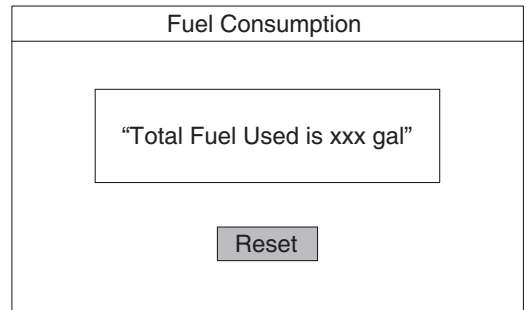 Fuel Consumption
“Total Fuel Used is xxx gal”
Reset